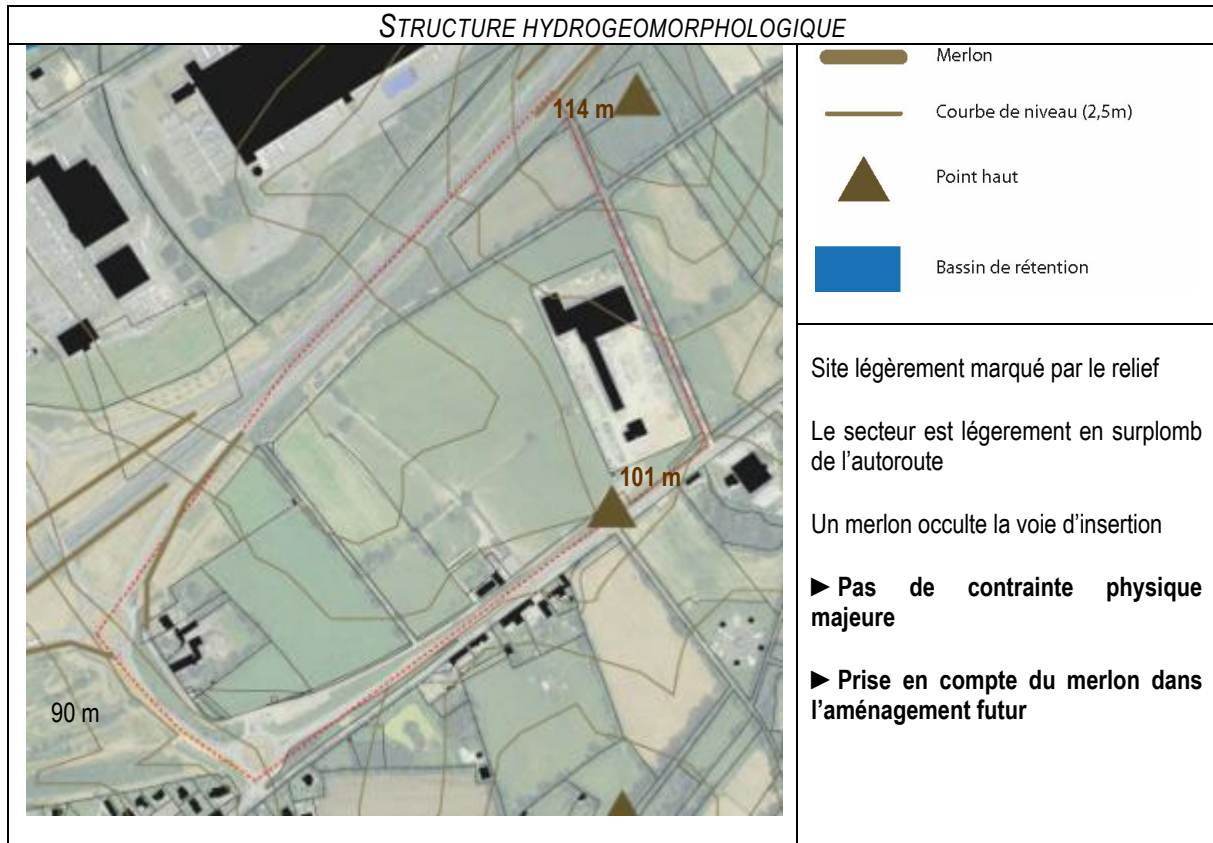 STRUCTURE HYDROGEOMORPHOLOGIQUE
114 m
101 m
90 m
Merlon
Courbe de niveau (2,5m)
Point haut
Bassin de rétention
Site légèrement marqué par le relief
Le secteur est légerement en surplomb
de l'autoroute
Un merlon occulte la voie d'insertion
► Pas de contrainte physique
majeure
► Prise en compte du merlon dans
l'aménagement futur